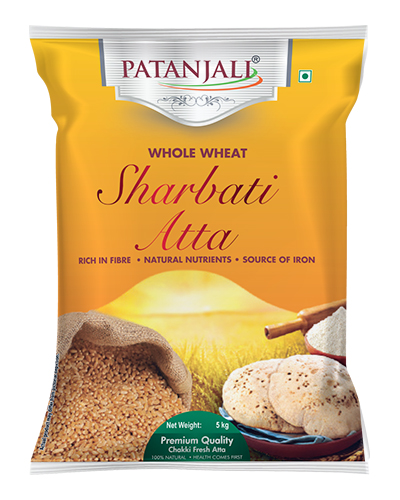 PATANJALI®
WHOLE WHEAT
Sharbati
Atta
RICH IN FIBRE • NATURAL NUTRIENTS • SOURCE OF IRON
Net Weight: 5 kg
Premium Quality
Chakki Fresh Atta
100% NATURAL • HEALTH COMES FIRST